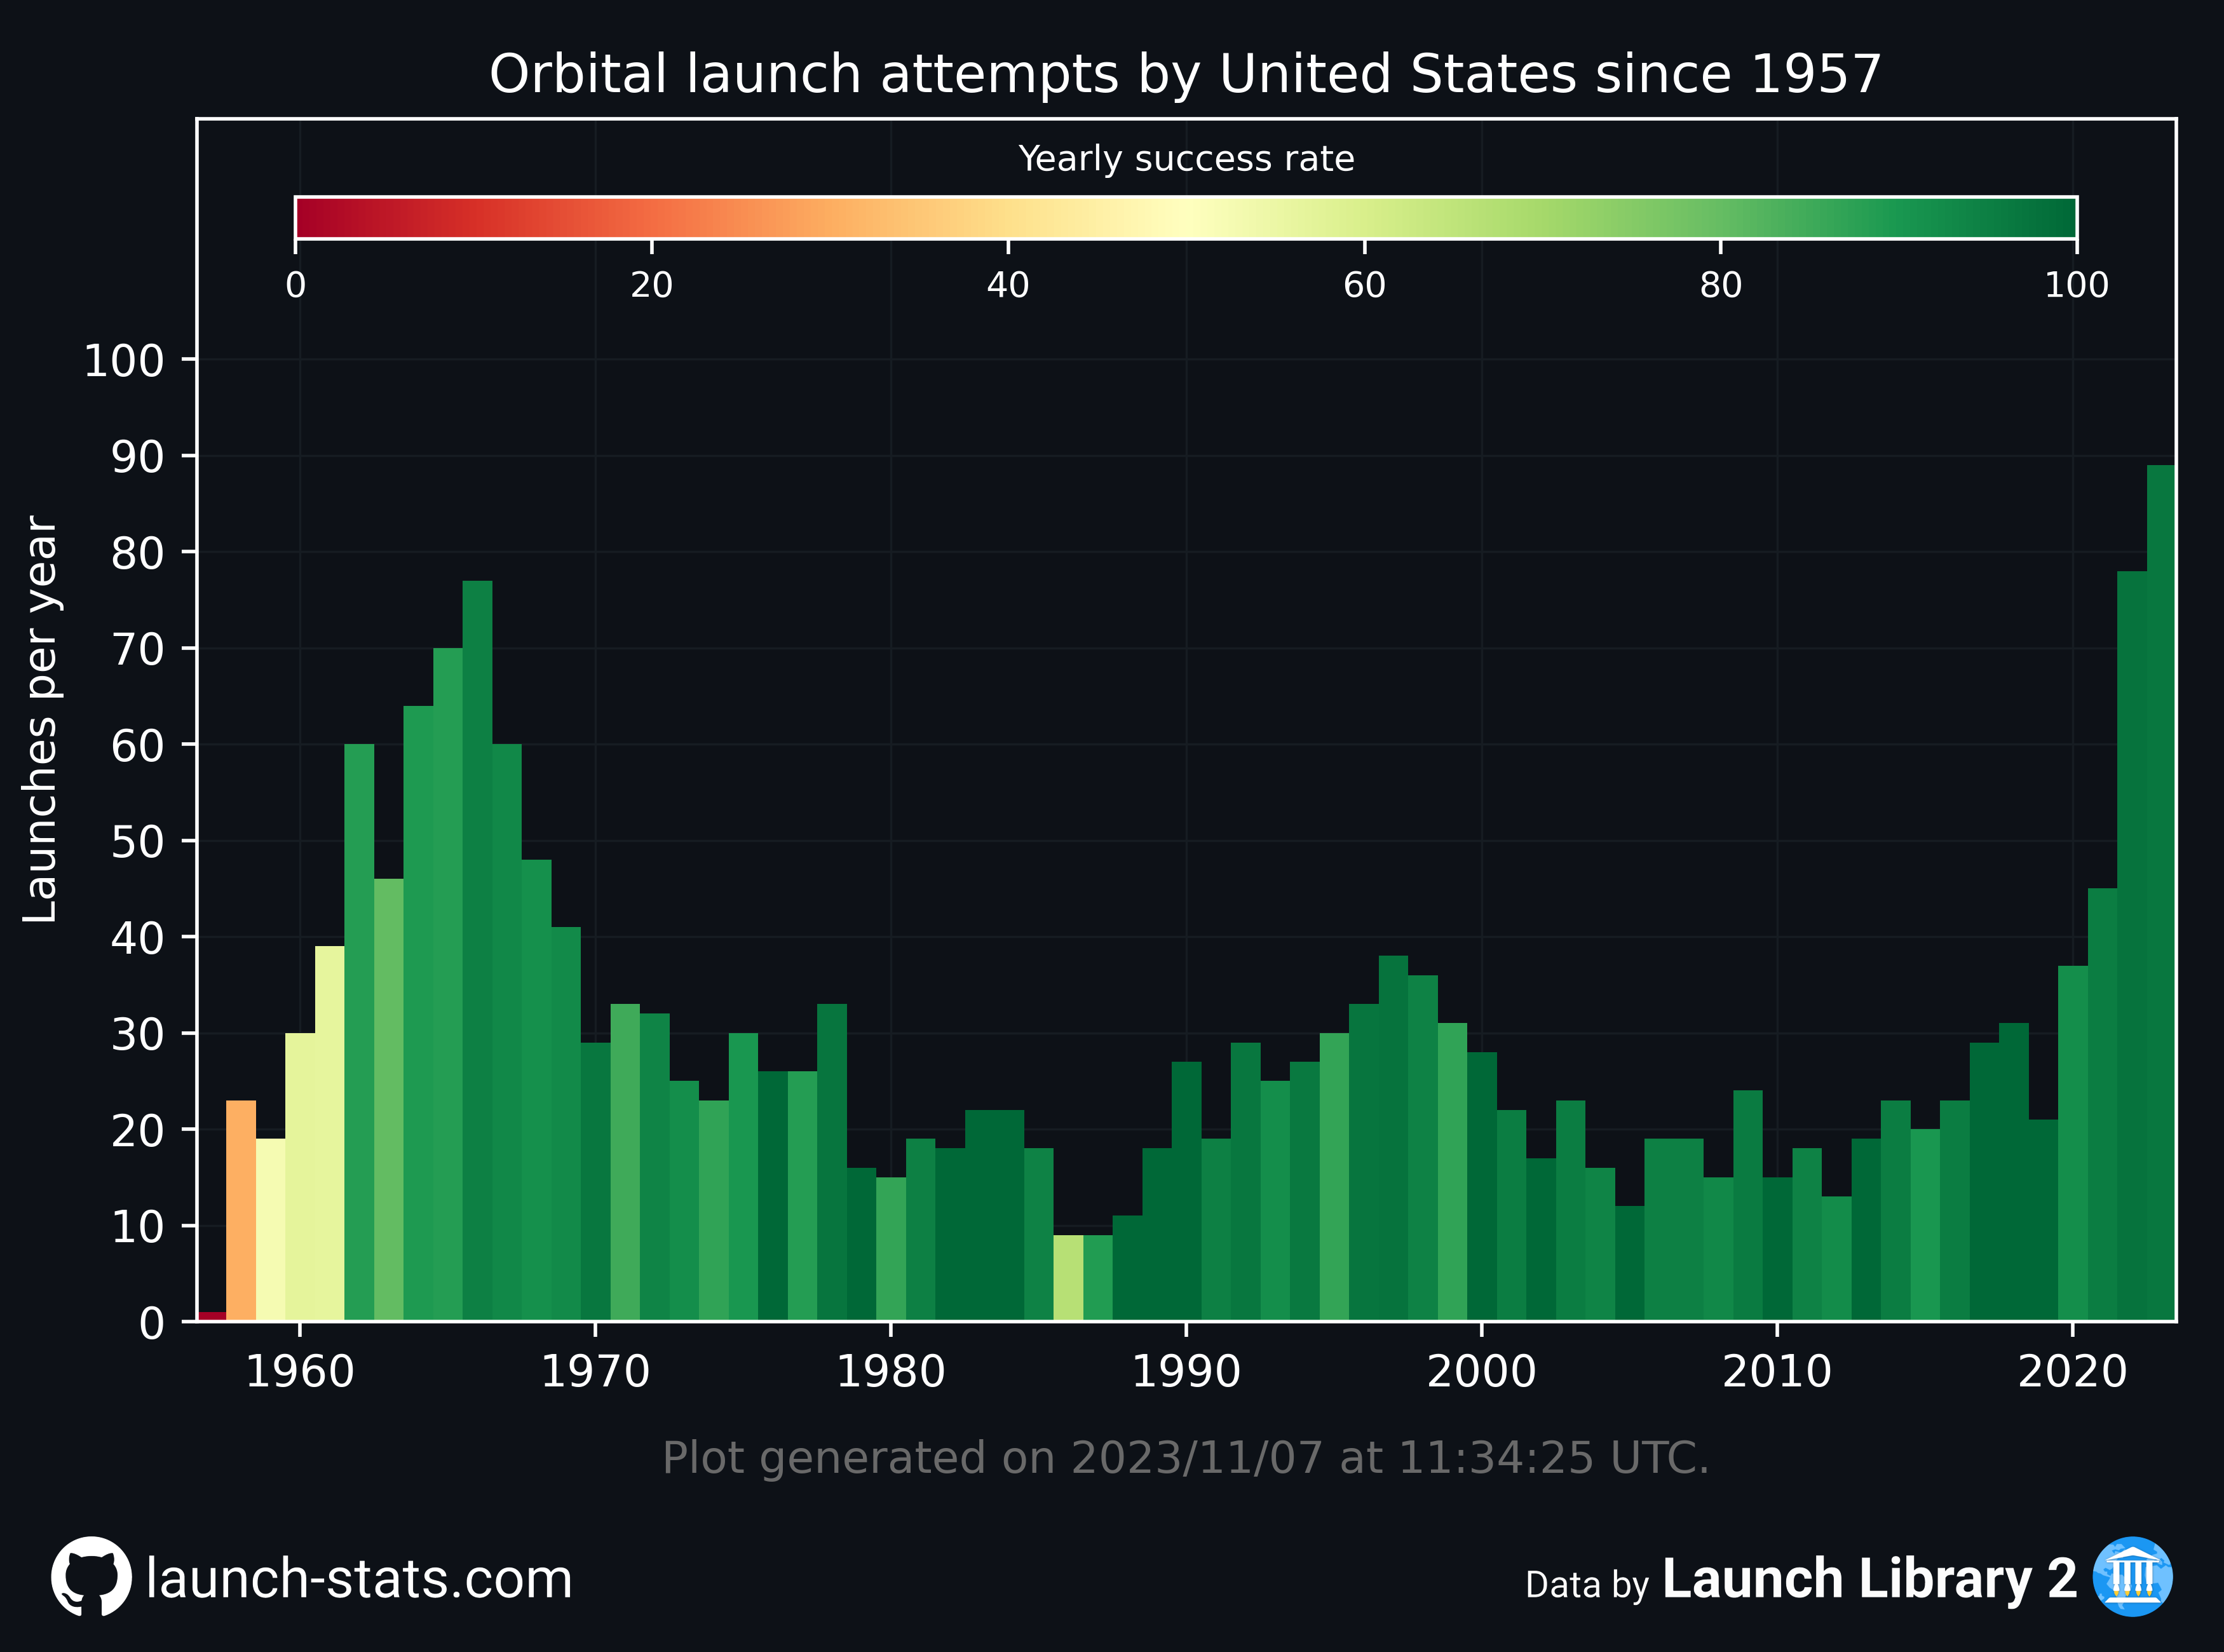 Orbital launch attempts by United States since 1957
Yearly success rate
0 20 40 60 80 100
Launches per year
100
90
80
70
60
50
40
30
20
10
0
1960 1970 1980 1990 2000 2010 2020
Plot generated on 2023/11/07 at 11:34:25 UTC.
launch-stats.com
Data by Launch Library 2